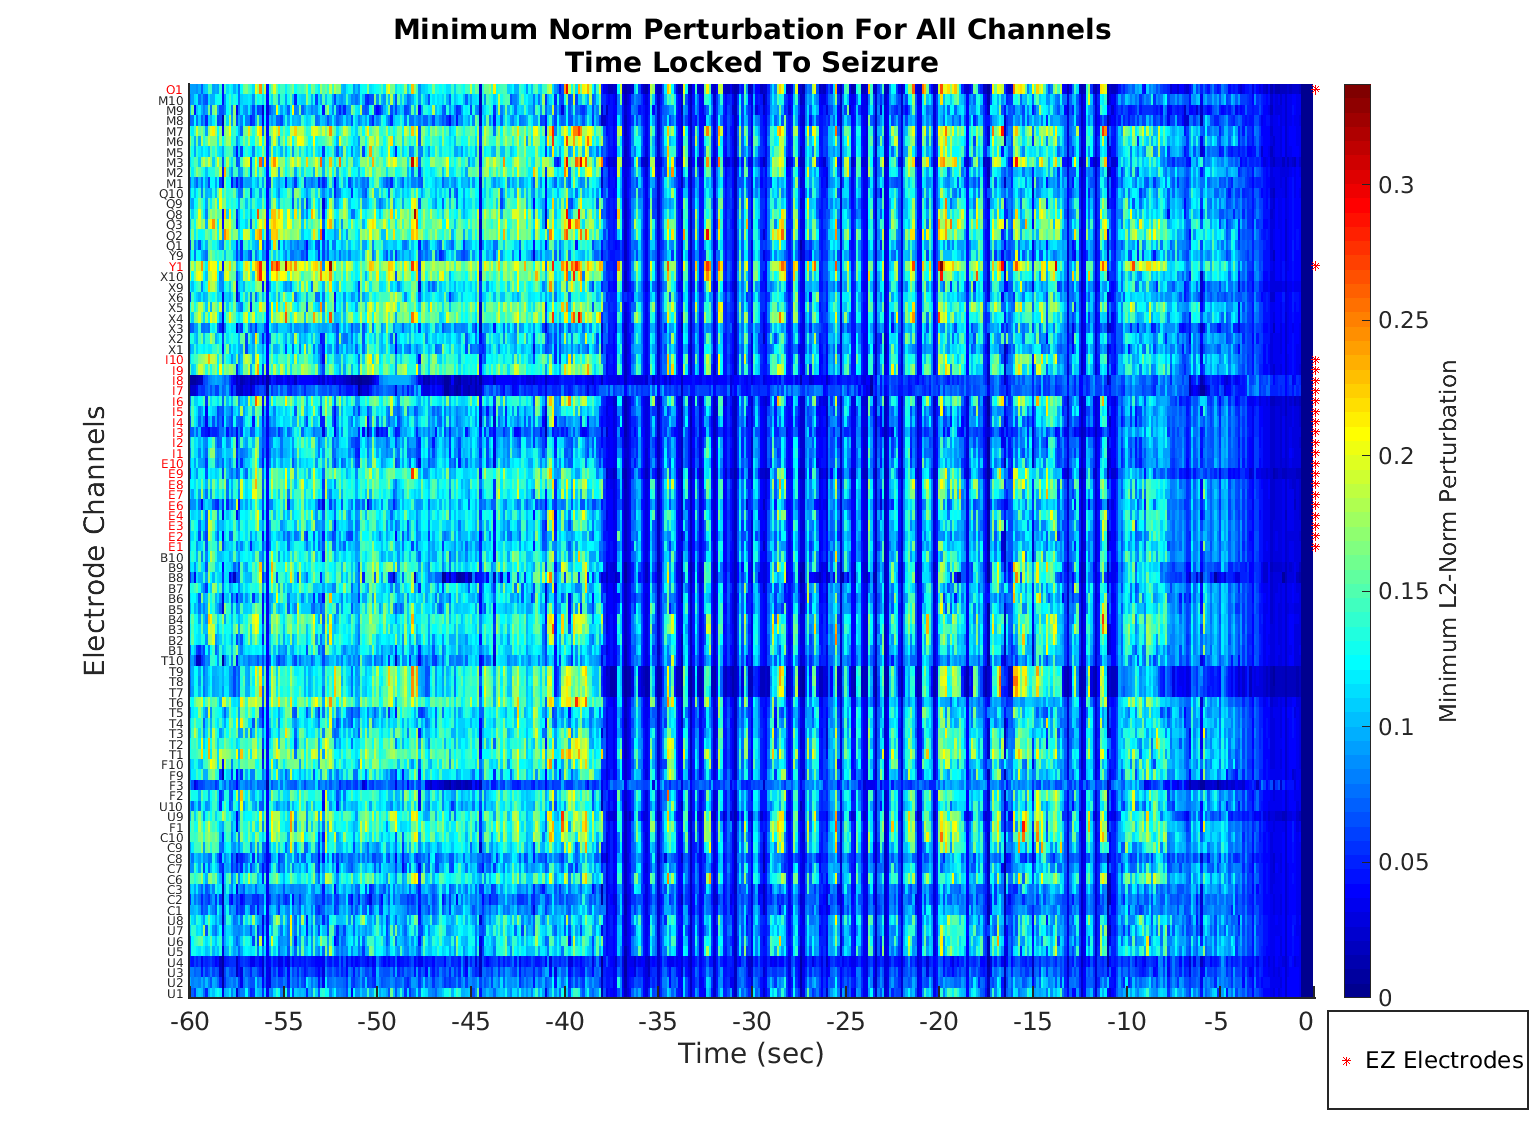 Minimum Norm Perturbation For All Channels
Time Locked To Seizure
Electrode Channels
O1
M10
M9
M8
M7
M6
M5
M3
M2
M1
Q10
Q9
Q8
Q3
Q2
Q1
Y9
Y1
X10
X9
X6
X5
X4
X3
X2
X1
I10
I9
I8
I7
I6
I5
I4
I3
I2
I1
E10
E9
E8
E7
E6
E4
E3
E2
E1
B10
B9
B8
B7
B6
B5
B4
B3
B2
B1
T10
T9
T8
T7
T6
T5
T4
T3
T2
T1
F10
F9
F3
F2
U10
U9
F1
C10
C9
C8
C7
C6
C3
C2
C1
U8
U7
U6
U5
U4
U3
U2
U1
-60 -55 -50 -45 -40 -35 -30 -25 -20 -15 -10 -5 0
Time (sec)
0.3
0.25
0.2
0.15
0.1
0.05
0
Minimum L2-Norm Perturbation
EZ Electrodes